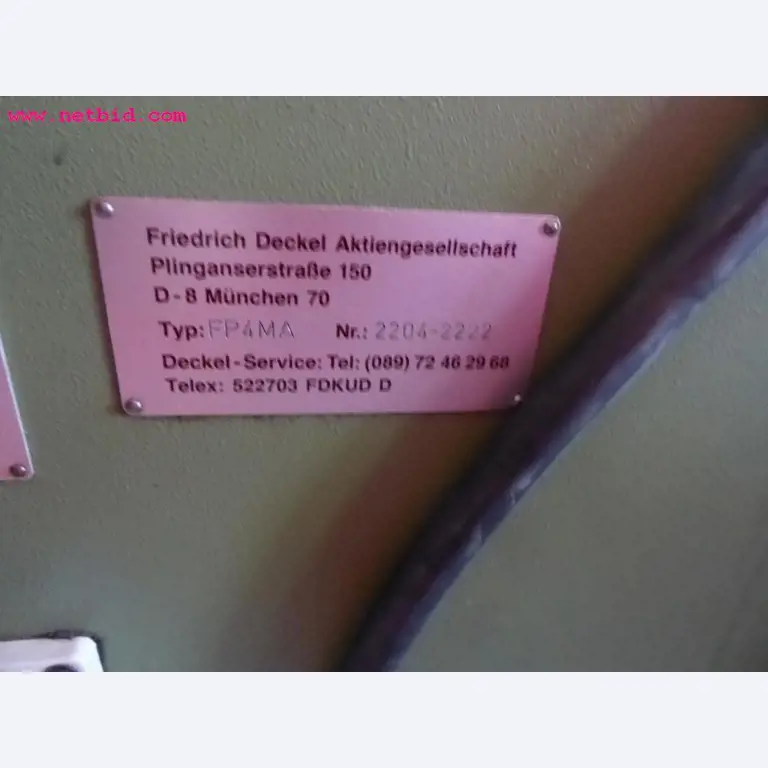 www.netbid.com
Friedrich Deckel Aktiengesellschaft
Plinganserstraße 150
D-8 München 70
Typ: FP4MA Nr.: 2204-2222
Deckel-Service: Tel: (089) 72 46 29 68
Telex: 522703 FDKUD D